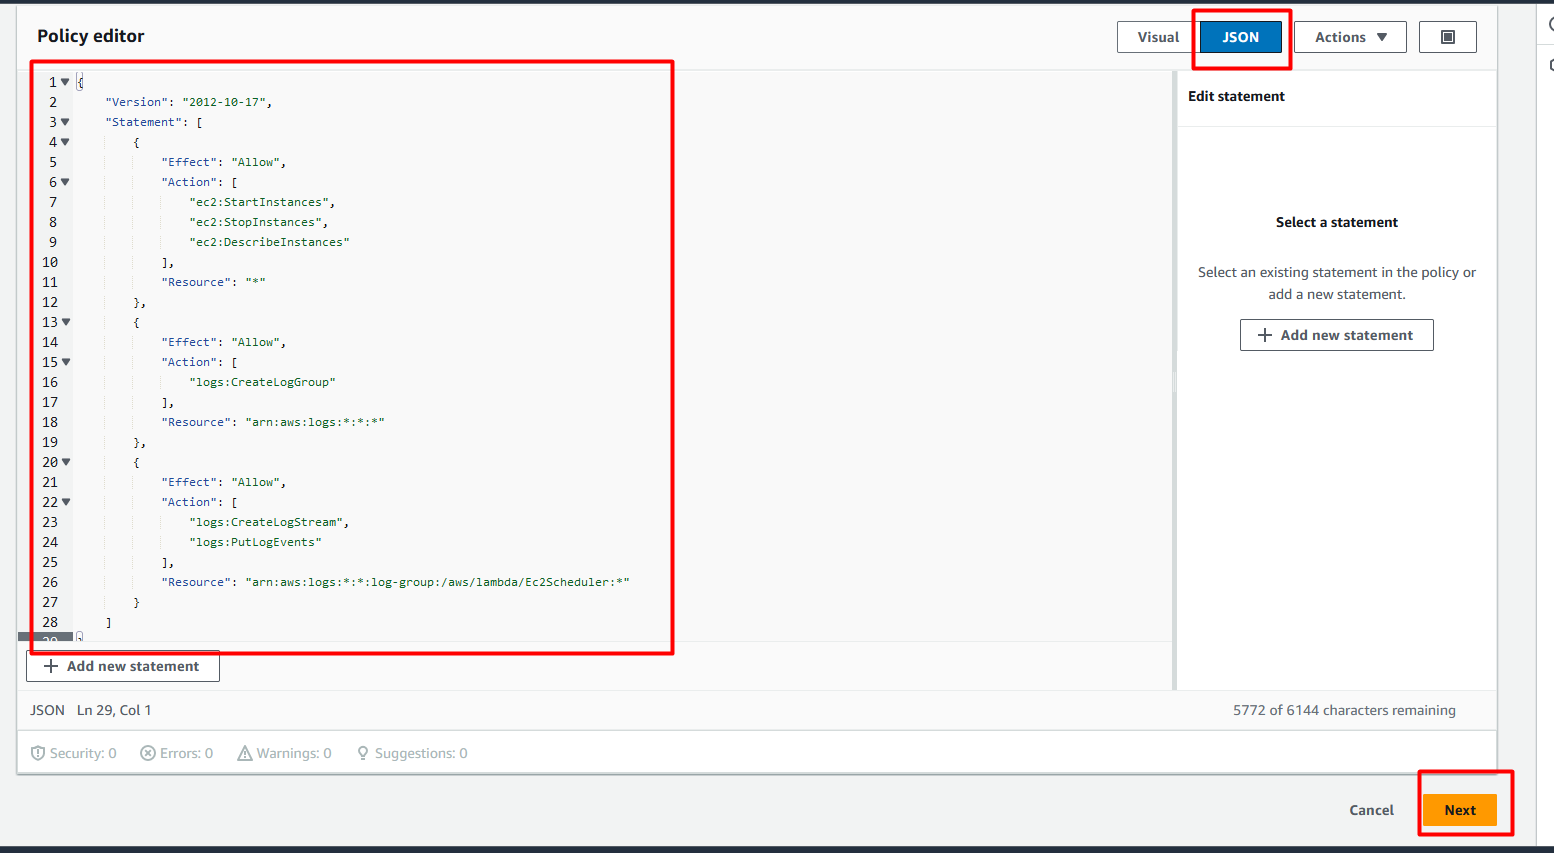 Policy editor
Visual
JSON
Actions
1 {
2 "Version": "2012-10-17",
3 "Statement": [
4 {
5 "Effect": "Allow",
6 "Action": [
7 "ec2:StartInstances",
8 "ec2:StopInstances",
9 "ec2:DescribeInstances"
10 ],
11 "Resource": "*"
12 },
13 {
14 "Effect": "Allow",
15 "Action": [
16 "logs:CreateLogGroup"
17 ],
18 "Resource": "arn:aws:logs:*:*:*"
19 },
20 {
21 "Effect": "Allow",
22 "Action": [
23 "logs:CreateLogStream",
24 "logs:PutLogEvents"
25 ],
26 "Resource": "arn:aws:logs:*:*:log-group:/aws/lambda/Ec2Scheduler:*"
27 }
28 ]
29 }
+ Add new statement
JSON Ln 29, Col 1
5772 of 6144 characters remaining
Security: 0
Errors: 0
Warnings: 0
Suggestions: 0
Edit statement
Select a statement
Select an existing statement in the policy or
add a new statement.
+ Add new statement
Cancel
Next